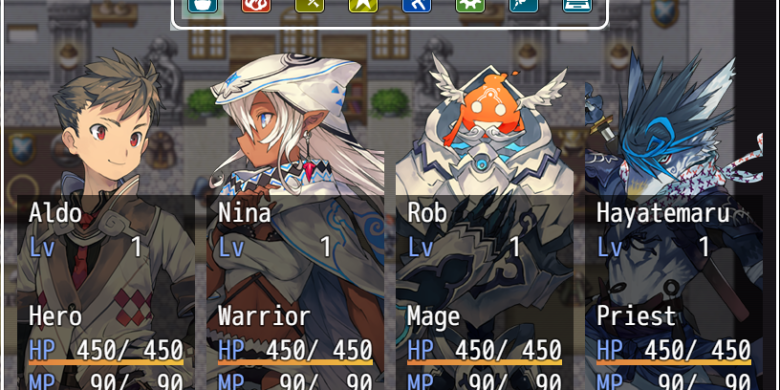 Aldo Nina Rob Hayatemaru
Lv 1 Lv 1 Lv 1 Lv 1
Hero Warrior Mage Priest
HP 450/ 450 HP 450/ 450 HP 450/ 450 HP 450/ 450
MP 90/ 90 MP 90/ 90 MP 90/ 90 MP 90/ 90